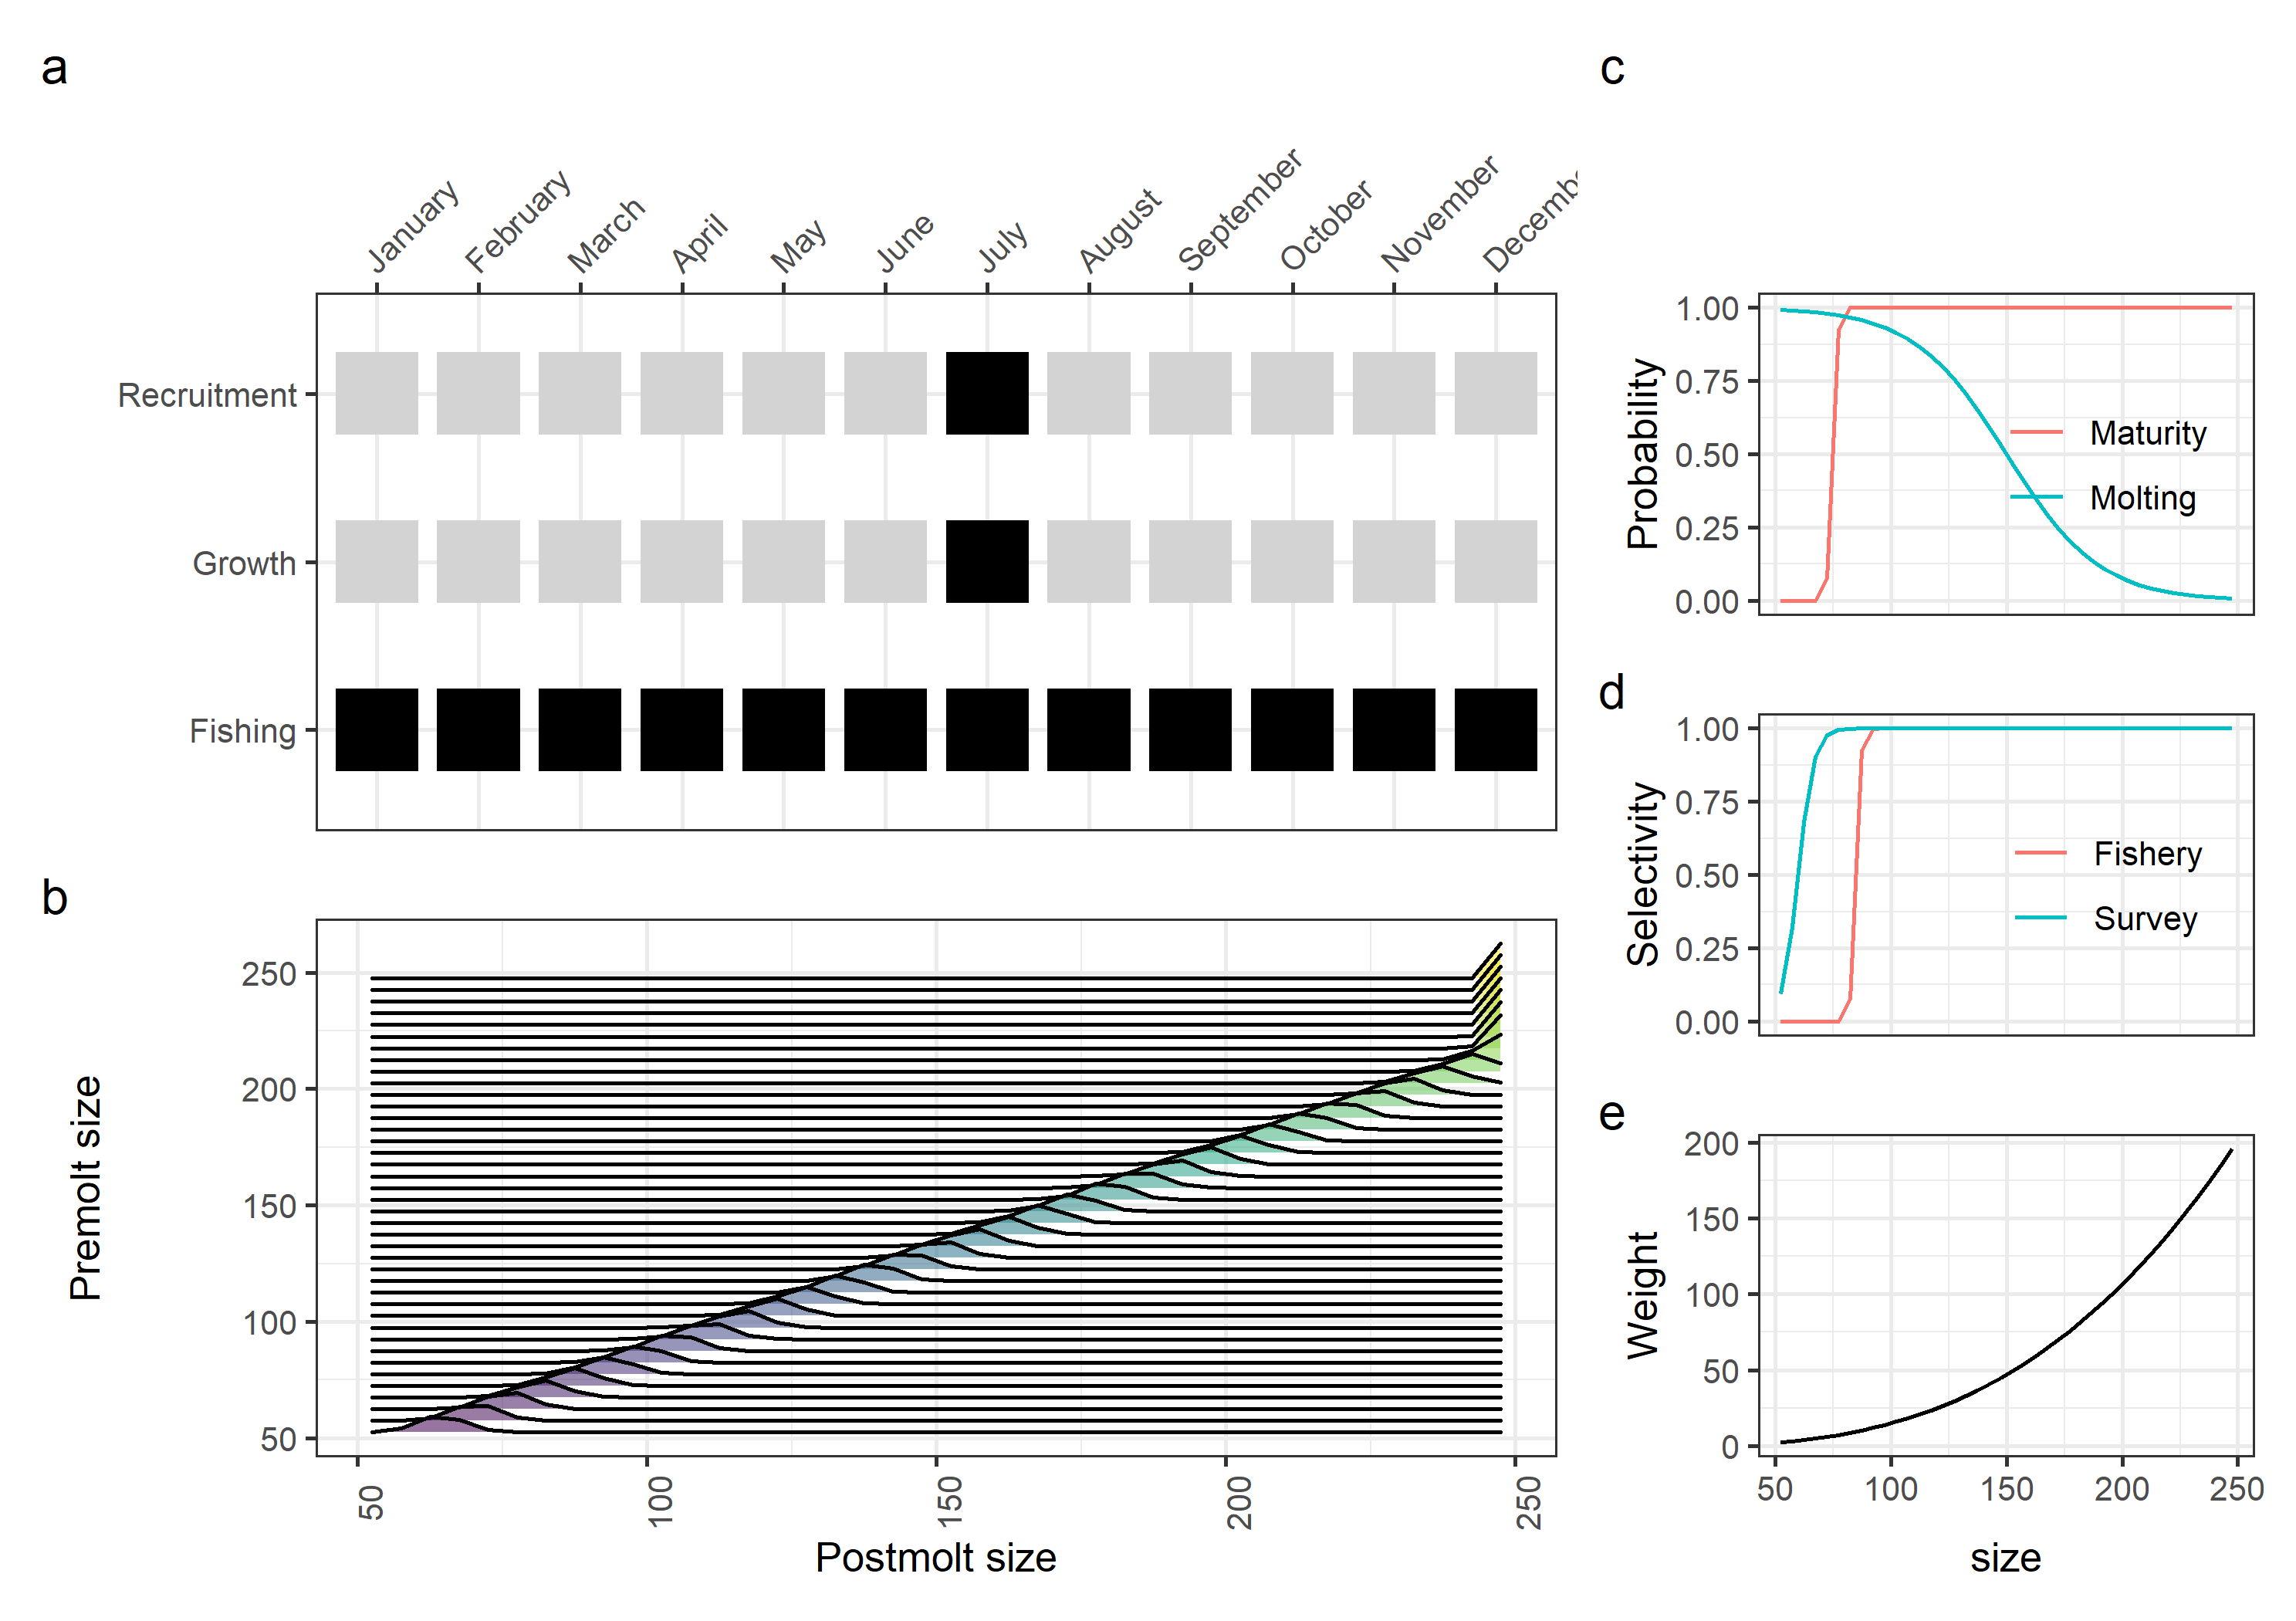 a
January February March April May June July August September October November Decemb
Recruitment
Growth
Fishing
b
Premolt size
250
200
150
100
50
50 100 150 200 250
Postmolt size
c
Probability
1.00
0.75
0.50
0.25
0.00
Maturity
Molting
d
Selectivity
1.00
0.75
0.50
0.25
0.00
Fishery
Survey
e
Weight
200
150
100
50
0
50 100 150 200 250
size